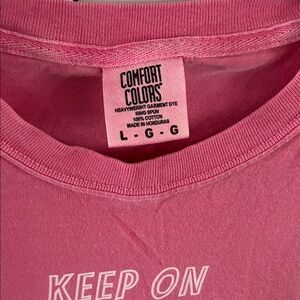 COMFORT
COLORS®
HEAVYWEIGHT GARMENT DYE
RING SPUN
100% COTTON
MADE IN HONDURAS
L - G - G
KEEP ON